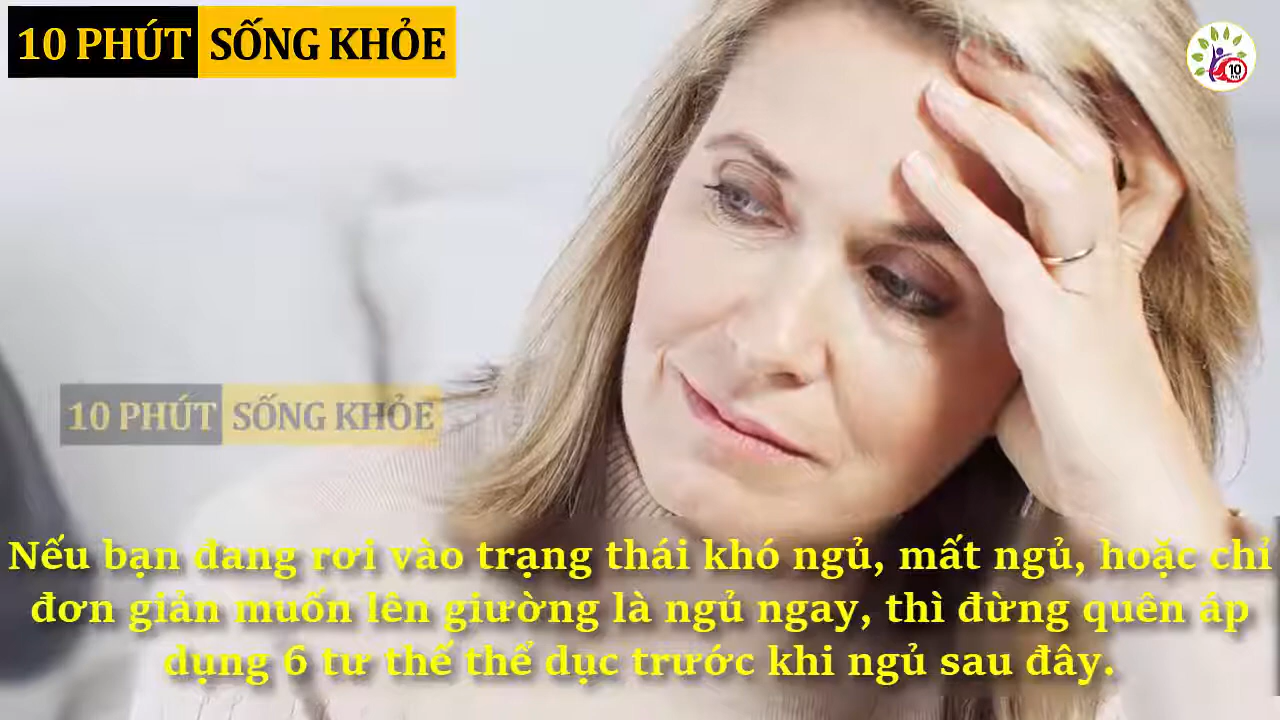 10 PHÚT SỐNG KHỎE
10
10 PHÚT SỐNG KHỎE
Nếu bạn đang rơi vào trạng thái khó ngủ, mất ngủ, hoặc chỉ
đơn giản muốn lên giường là ngủ ngay, thì đừng quên áp
dụng 6 tư thế thể dục trước khi ngủ sau đây.